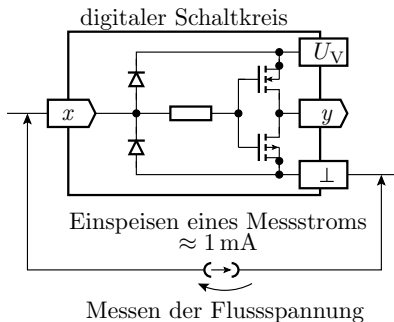 digitaler Schaltkreis
U_V
x
y
⊥
Einspeisen eines Messstroms
≈ 1 mA
Messen der Flussspannung